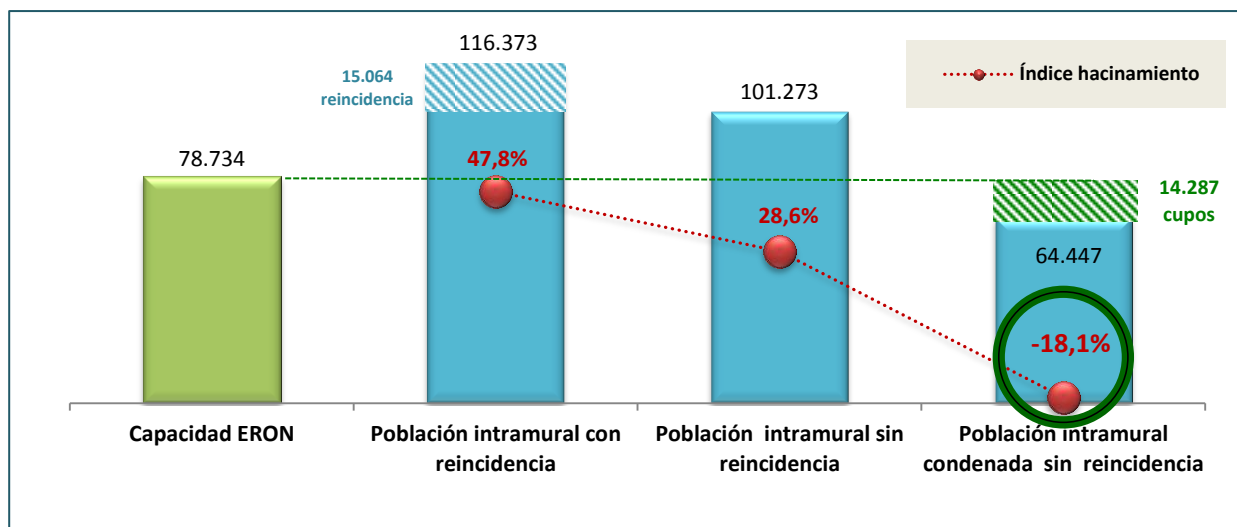 116.373
15.064
reincidencia
Índice hacinamiento
101.273
78.734
47,8%
28,6%
14.287
cupos
64.447
-18,1%
Capacidad ERON
Población intramural con
reincidencia
Población intramural sin
reincidencia
Población intramural
condenada sin reincidencia